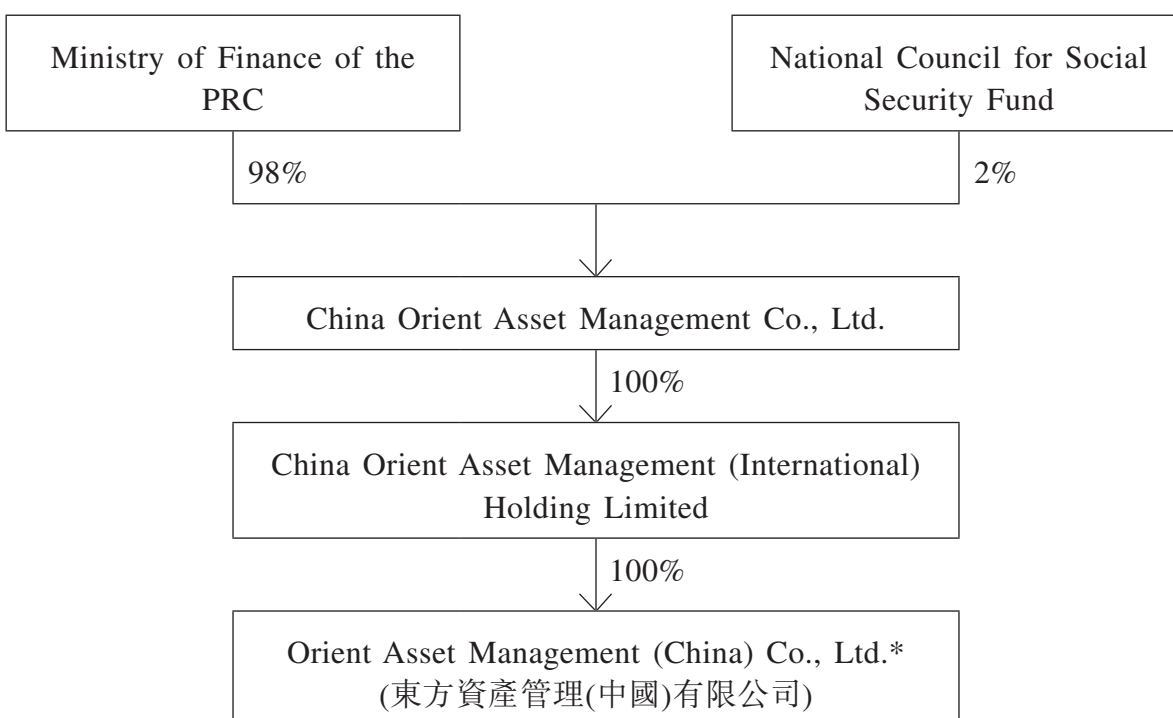 Ministry of Finance of the
PRC
National Council for Social
Security Fund
98%
2%
China Orient Asset Management Co., Ltd.
100%
China Orient Asset Management (International)
Holding Limited
100%
Orient Asset Management (China) Co., Ltd.*
(東方資產管理(中國)有限公司)